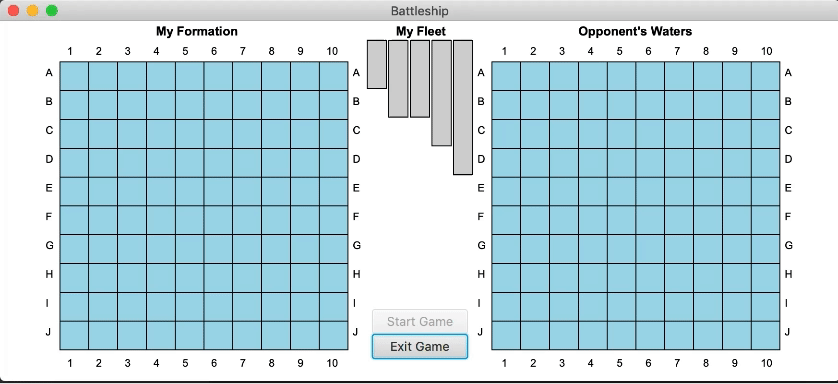 Battleship
My Formation My Fleet Opponent's Waters
1 2 3 4 5 6 7 8 9 10 1 2 3 4 5 6 7 8 9 10
A A A A
B B B
C C C C
D D D D
E E E E
F F F F
G G G G
H H H H
I I I I
Start Game
J J J J
Exit Game
1 2 3 4 5 6 7 8 9 10 1 2 3 4 5 6 7 8 9 10